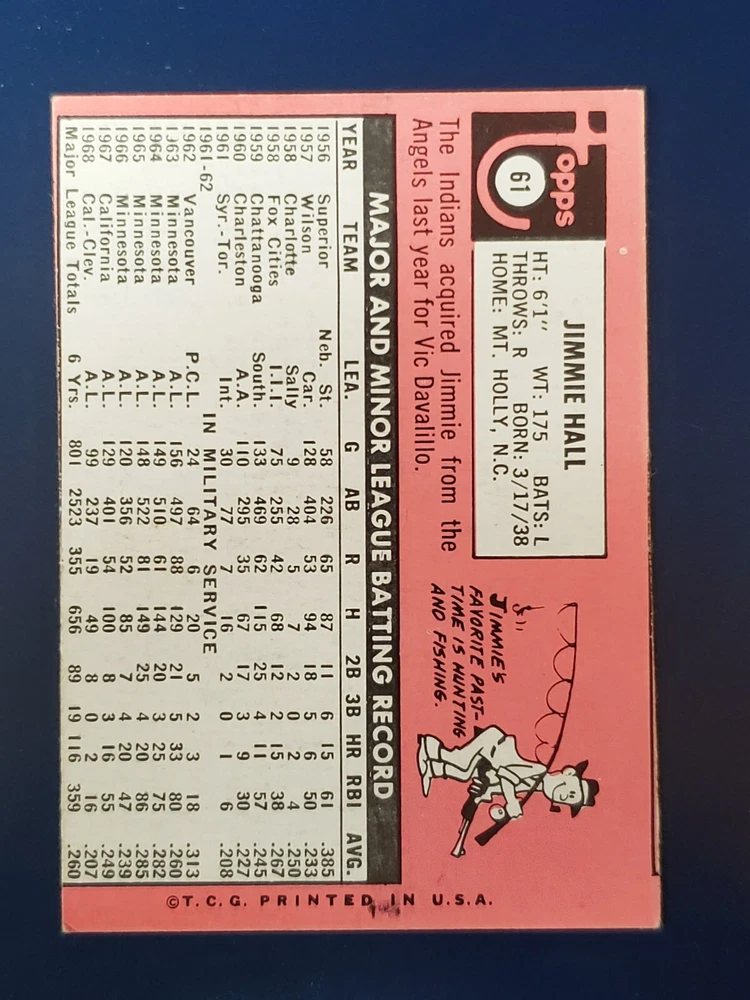 Topps
61
JIMMIE HALL
HT: 6'1" WT: 175 BATS: L
THROWS: R BORN: 3/17/38
HOME: MT. HOLLY, N.C.
The Indians acquired Jimmie from the
Angels last year for Vic Davalillo.
JIMMIE'S
FAVORITE PAST-
TIME IS HUNTING
AND FISHING.
MAJOR AND MINOR LEAGUE BATTING RECORD
YEAR TEAM LEA. G AB R H 2B 3B HR RBI AVG.
1956 Superior Neb. St. 58 226 65 87 11 6 15 61 .385
1957 Wilson Car. 128 404 53 94 18 5 6 50 .233
1958 Charlotte Sally 9 28 5 7 2 0 2 4 .250
1958 Fox Cities I.I.I. 75 255 42 68 12 2 15 38 .267
1959 Chattanooga South. 133 469 62 115 25 4 11 57 .245
1960 Charleston A.A. 110 295 35 67 17 3 9 30 .227
1961 Syr.-Tor. Int. 30 77 7 16 2 0 1 6 .208
1961-62 IN MILITARY SERVICE
1962 Vancouver P.C.L. 24 64 6 20 5 2 3 18 .313
1963 Minnesota A.L. 156 497 88 129 21 5 33 80 .260
1964 Minnesota A.L. 149 510 61 144 20 3 25 75 .282
1965 Minnesota A.L. 148 522 81 149 25 4 20 86 .285
1966 Minnesota A.L. 120 356 52 85 7 4 20 47 .239
1967 California A.L. 129 401 54 100 8 3 16 55 .249
1968 Cal.-Clev. A.L. 99 237 19 49 8 0 2 16 .207
Major League Totals 6 Yrs. 801 2523 355 656 89 19 116 359 .260
©T.C.G. PRINTED IN U.S.A.